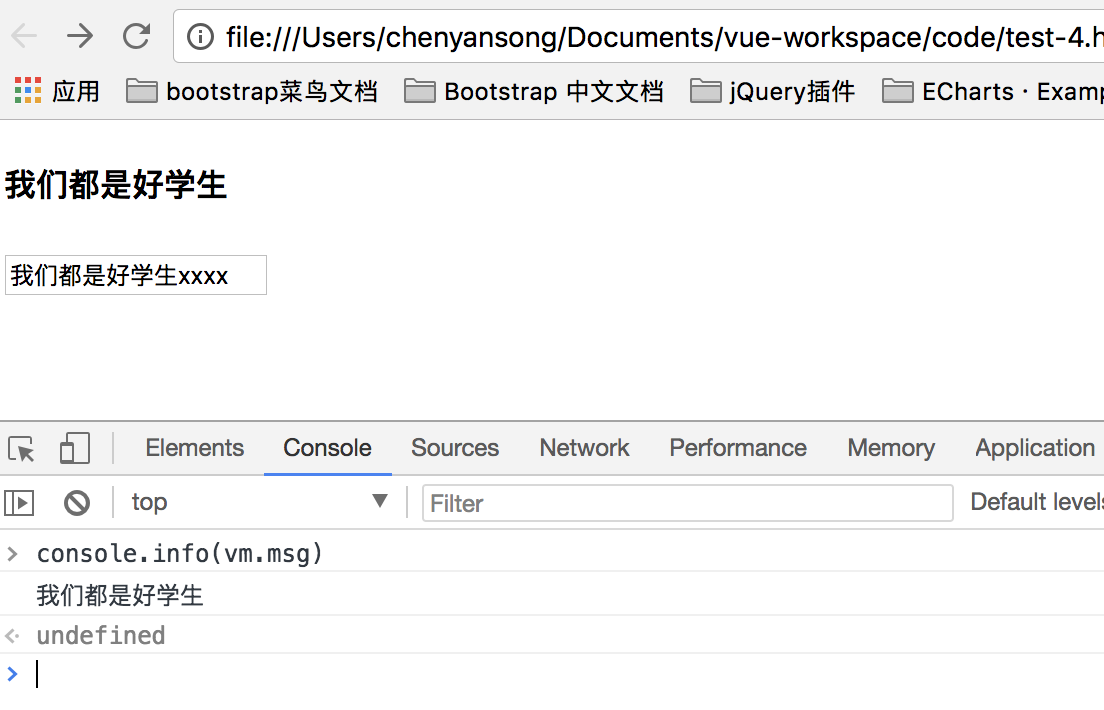 file:///Users/chenyansong/Documents/vue-workspace/code/test-4.h
应用 bootstrap菜鸟文档 Bootstrap 中文文档 jQuery插件 ECharts · Examp
我们都是好学生
我们都是好学生xxxx
Elements Console Sources Network Performance Memory Application
top Filter Default levels
> console.info(vm.msg)
我们都是好学生
undefined